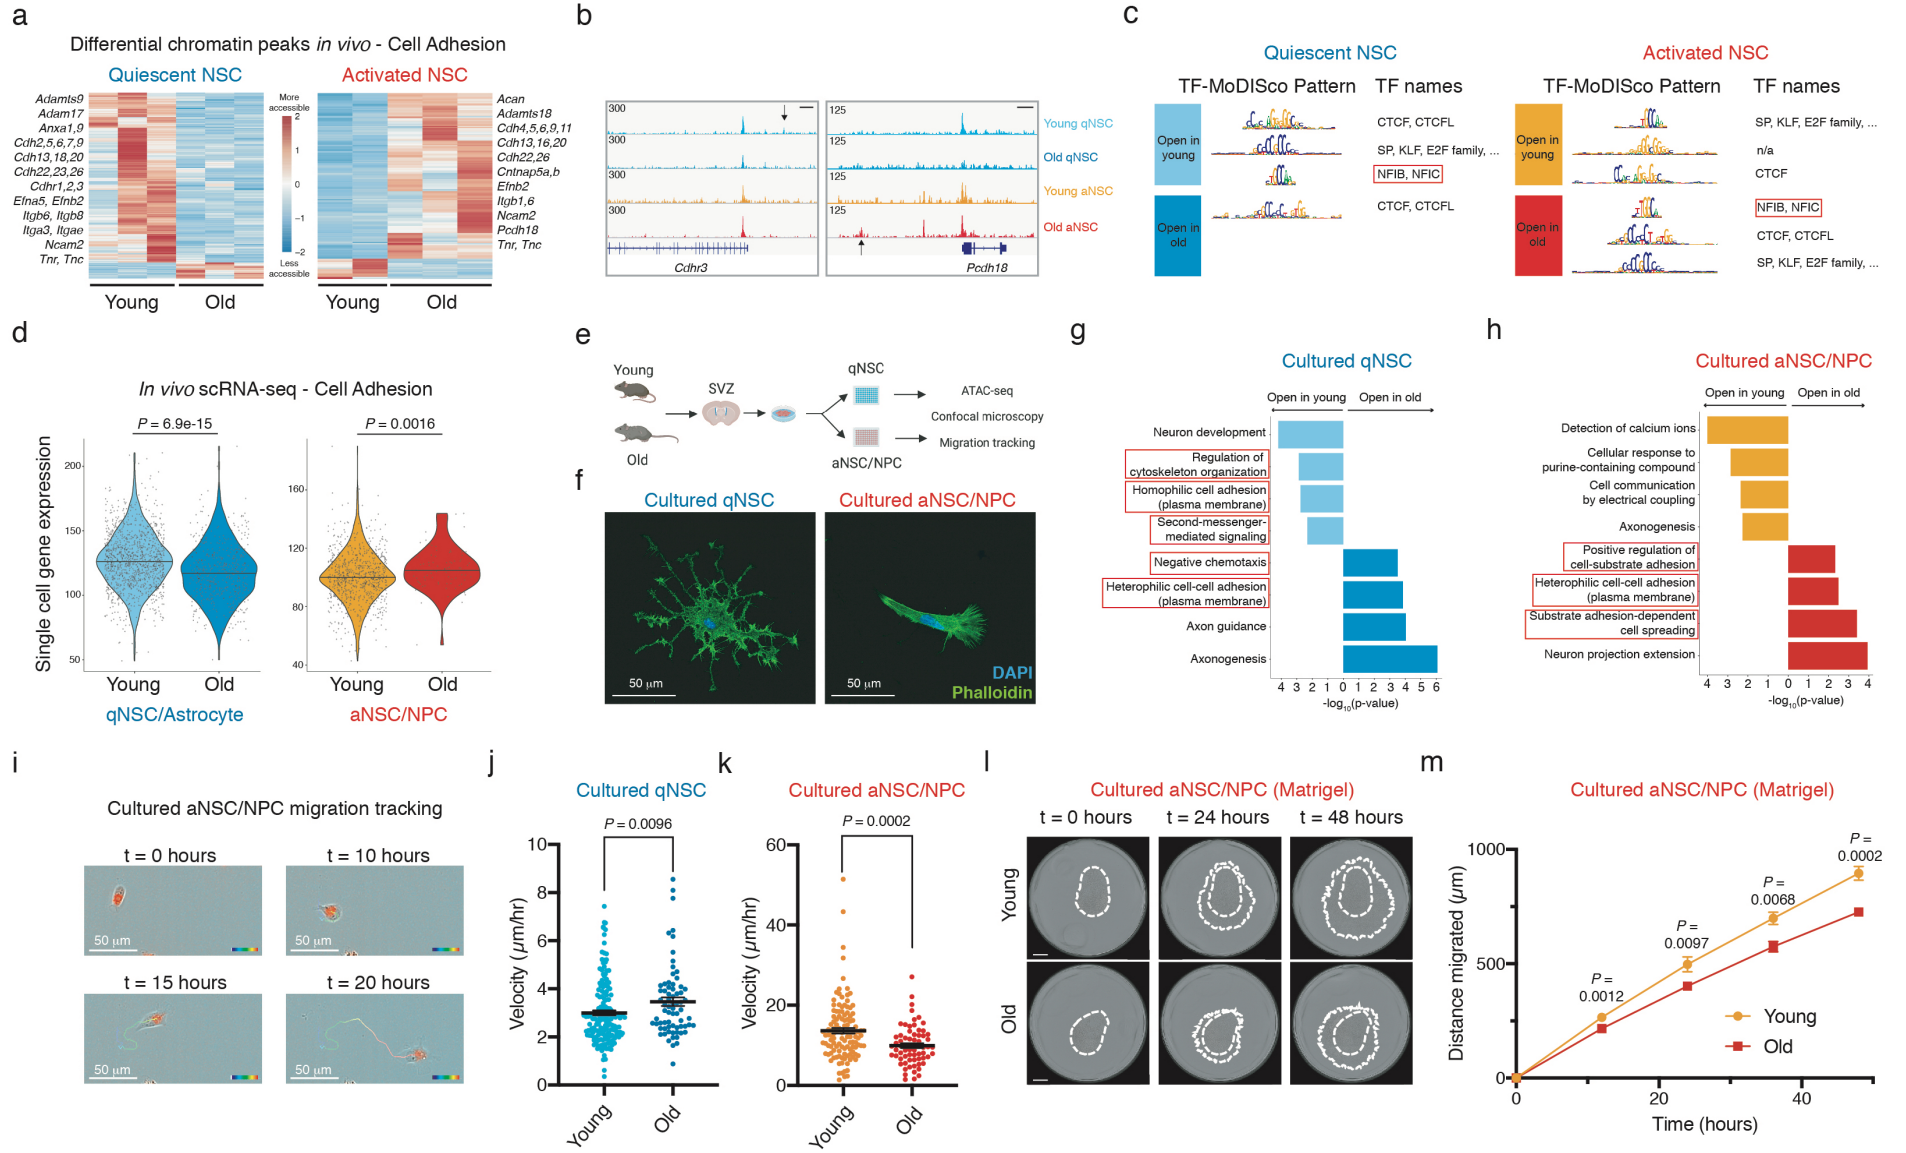 a
Differential chromatin peaks in vivo - Cell Adhesion
Quiescent NSC
Activated NSC
Adamts9
Adam17
Anxa1,9
Cdh2,5,6,7,9
Cdh13,18,20
Cdh22,23,26
Cdhr1,2,3
Efna5, Efnb2
Itgb6, Itgb8
Itga3, Itgae
Ncam2
Tnr, Tnc
More
accessible
2
1
0
−1
−2
Less
accessible
Acan
Adamts18
Cdh4,5,6,9,11
Cdh13,16,20
Cdh22,26
Cntnap5a,b
Efnb2
Itgb1,6
Ncam2
Pcdh18
Tnr, Tnc
Young
Old
Young
Old
b
300
300
300
300
Cdhr3
125
125
125
125
Pcdh18
Young qNSC
Old qNSC
Young aNSC
Old aNSC
c
Quiescent NSC
TF-MoDISco Pattern
TF names
Open in
young
CTCF, CTCFL
SP, KLF, E2F family, ...
NFIB, NFIC
Open in
old
CTCF, CTCFL
Activated NSC
TF-MoDISco Pattern
TF names
Open in
young
SP, KLF, E2F family, ...
n/a
CTCF
Open in
old
NFIB, NFIC
CTCF, CTCFL
SP, KLF, E2F family, ...
d
In vivo scRNA-seq - Cell Adhesion
P = 6.9e-15
P = 0.0016
Single cell gene expression
200
150
100
50
160
120
80
40
Young
Old
Young
Old
qNSC/Astrocyte
aNSC/NPC
e
Young
Old
SVZ
qNSC
aNSC/NPC
ATAC-seq
Confocal microscopy
Migration tracking
f
Cultured qNSC
Cultured aNSC/NPC
50 µm
50 µm
DAPI
Phalloidin
g
Cultured qNSC
Open in young
Open in old
Neuron development
Regulation of
cytoskeleton organization
Homophilic cell adhesion
(plasma membrane)
Second-messenger-
mediated signaling
Negative chemotaxis
Heterophilic cell-cell adhesion
(plasma membrane)
Axon guidance
Axonogenesis
4 3 2 1 0 1 2 3 4 5 6
-log10(p-value)
h
Cultured aNSC/NPC
Open in young
Open in old
Detection of calcium ions
Cellular response to
purine-containing compound
Cell communication
by electrical coupling
Axonogenesis
Positive regulation of
cell-substrate adhesion
Heterophilic cell-cell adhesion
(plasma membrane)
Substrate adhesion-dependent
cell spreading
Neuron projection extension
4 3 2 1 0 1 2 3 4
-log10(p-value)
i
Cultured aNSC/NPC migration tracking
t = 0 hours
t = 10 hours
50 µm
50 µm
t = 15 hours
t = 20 hours
50 µm
50 µm
j
Cultured qNSC
P = 0.0096
Velocity (µm/hr)
10
8
6
4
2
0
Young
Old
k
Cultured aNSC/NPC
P = 0.0002
Velocity (µm/hr)
60
40
20
0
Young
Old
l
Cultured aNSC/NPC (Matrigel)
t = 0 hours
t = 24 hours
t = 48 hours
Young
Old
m
Cultured aNSC/NPC (Matrigel)
Distance migrated (µm)
1000
500
0
P =
0.0012
P =
0.0097
P =
0.0068
P =
0.0002
Young
Old
0
20
40
Time (hours)